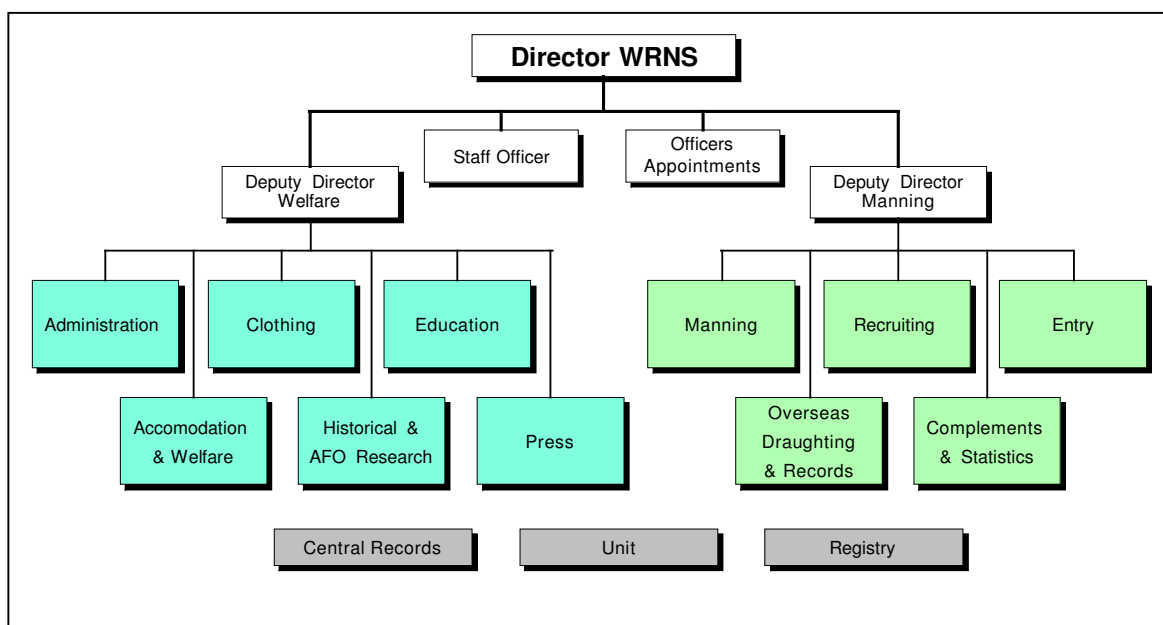 Director WRNS
Staff Officer
Officers
Appointments
Deputy Director
Welfare
Deputy Director
Manning
Administration
Clothing
Education
Manning
Recruiting
Entry
Accomodation
& Welfare
Historical &
AFO Research
Press
Overseas
Draughting
& Records
Complements
& Statistics
Central Records
Unit
Registry